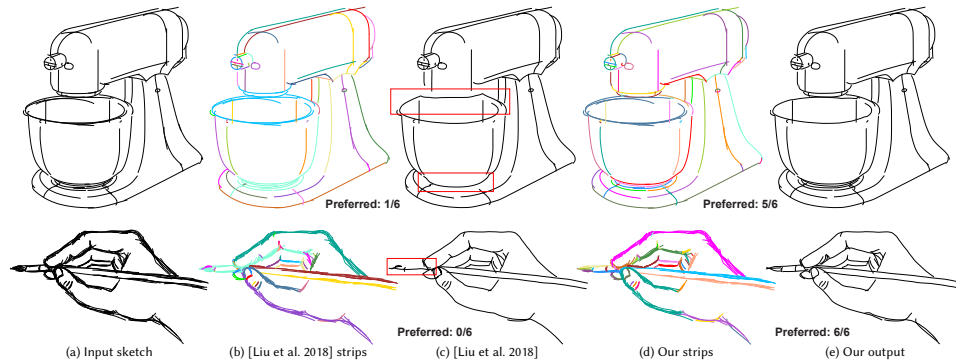 Preferred: 1/6
Preferred: 5/6
Preferred: 0/6
Preferred: 6/6
(a) Input sketch
(b) [Liu et al. 2018] strips
(c) [Liu et al. 2018]
(d) Our strips
(e) Our output